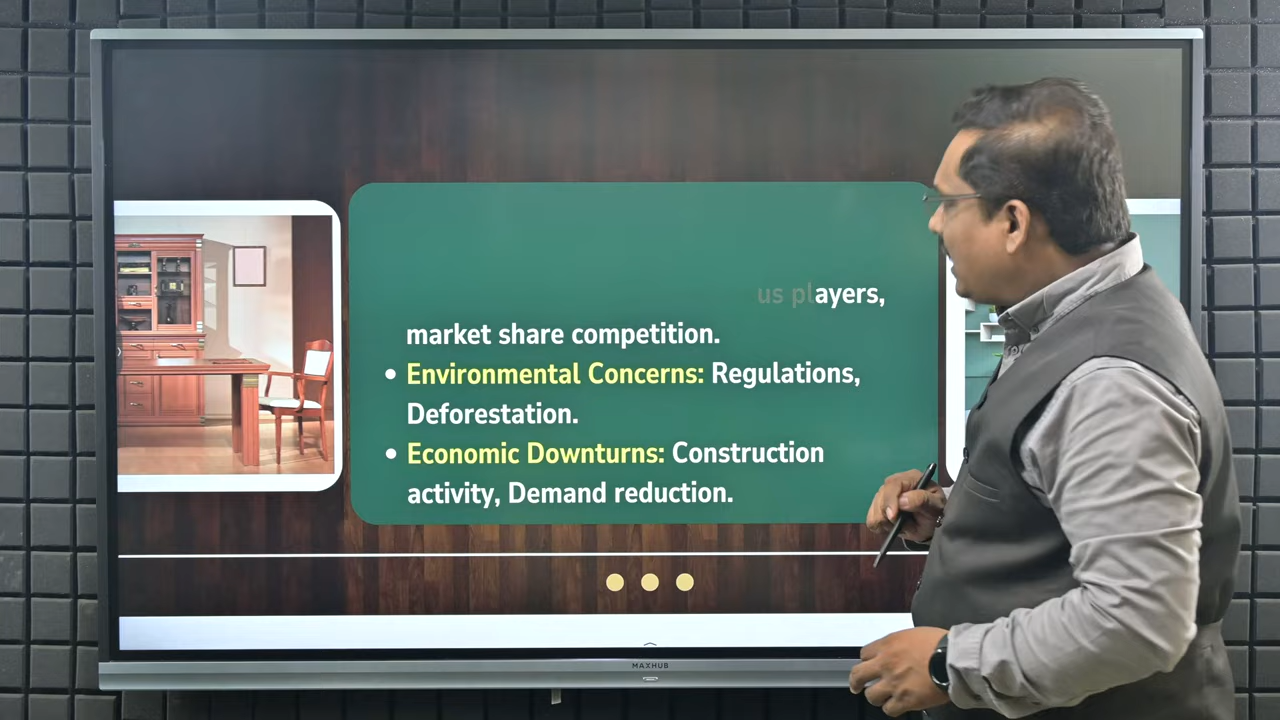 us players,
market share competition.
• Environmental Concerns: Regulations,
Deforestation.
• Economic Downturns: Construction
activity, Demand reduction.
MAXHUB